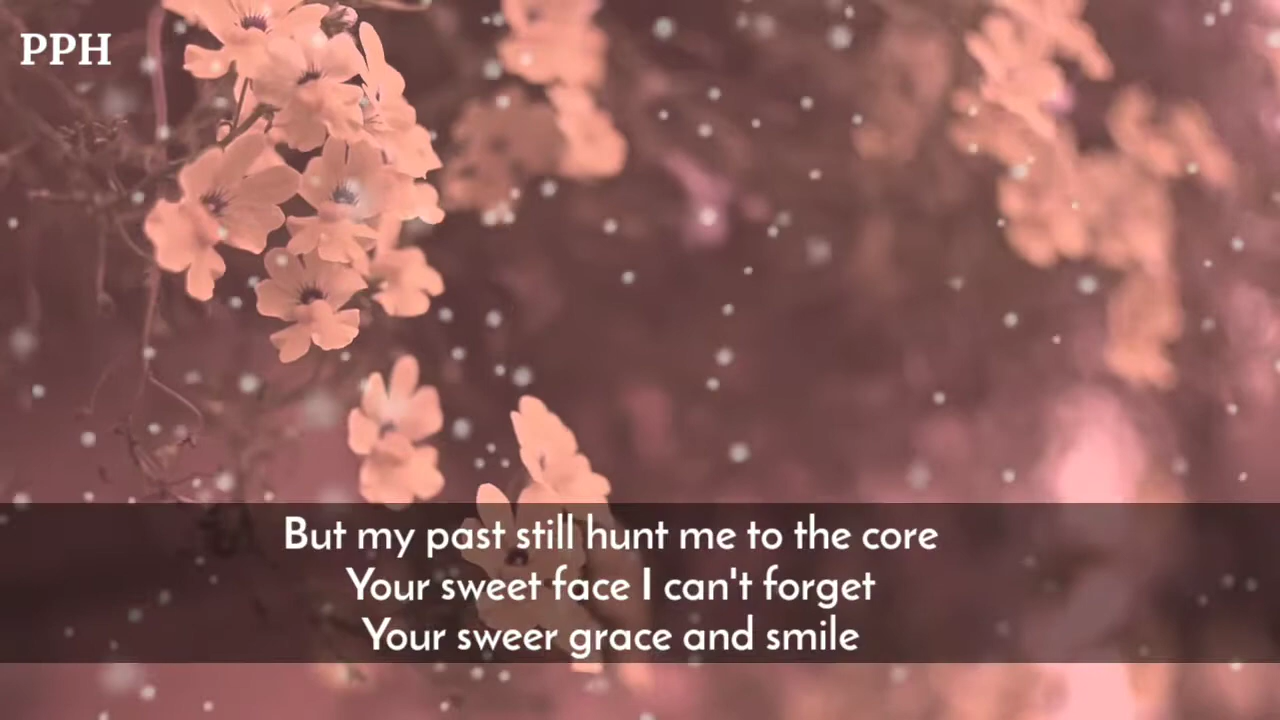 PPH
But my past still hunt me to the core
Your sweet face I can't forget
Your sweer grace and smile